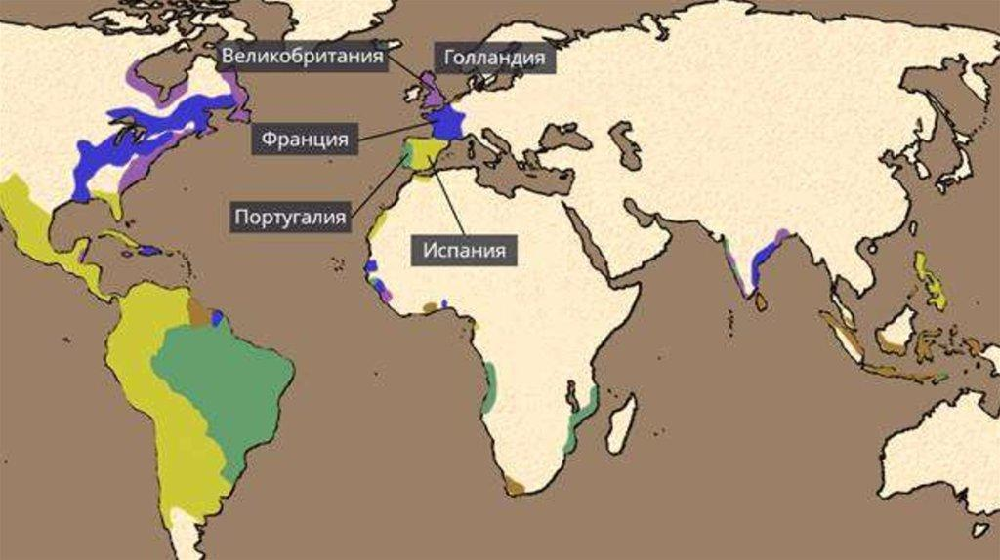 Великобритания
Голландия
Франция
Португалия
Испания